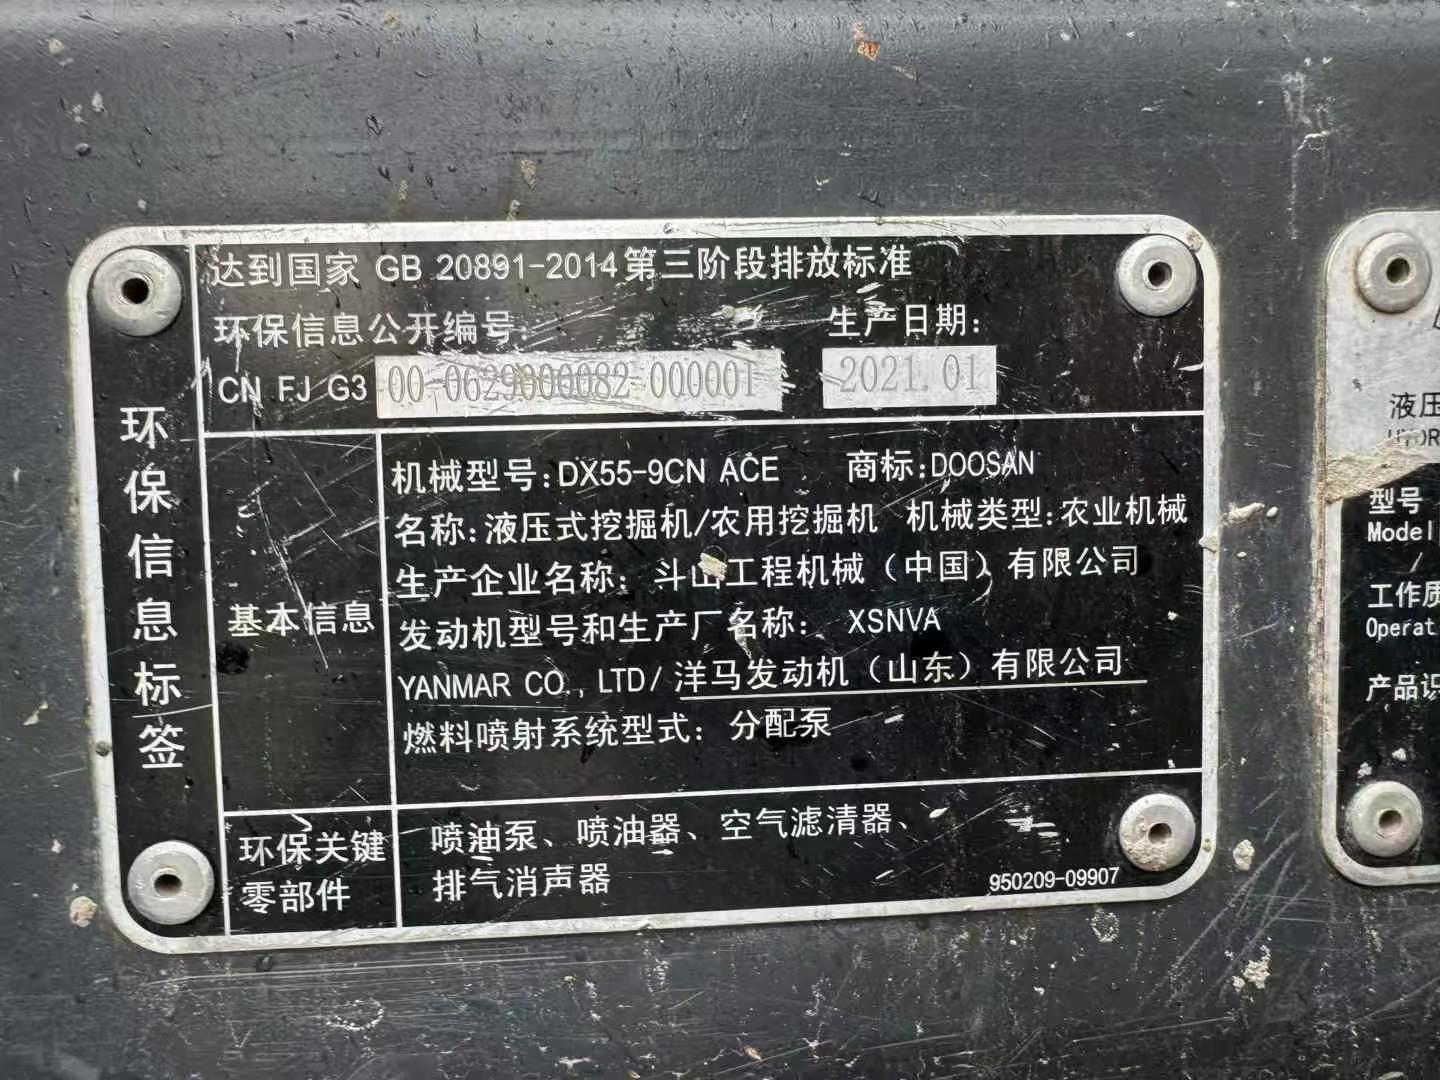 环保信息标签
达到国家 GB 20891-2014第三阶段排放标准
环保信息公开编号:
生产日期:
CN FJ G3 00-0629000082-000001
2021.01
基本信息
机械型号:DX55-9CN ACE 商标:DOOSAN
名称:液压式挖掘机/农用挖掘机 机械类型:农业机械
生产企业名称: 斗山工程机械(中国)有限公司
发动机型号和生产厂名称: XSNVA
YANMAR CO., LTD/洋马发动机(山东)有限公司
燃料喷射系统型式: 分配泵
环保关键
零部件
喷油泵、喷油器、空气滤清器、
排气消声器
950209-09907
液压
HYDR
型号
Model
/
工作质
Operat
产品识